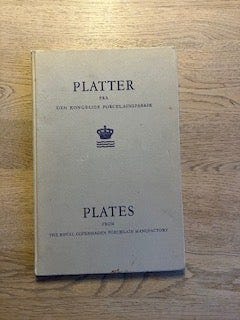 PLATTER
FRA
DEN KONGELIGE PORCELAINSFABRIK
PLATES
FROM
THE ROYAL COPENHAGEN PORCELAIN MANUFACTORY